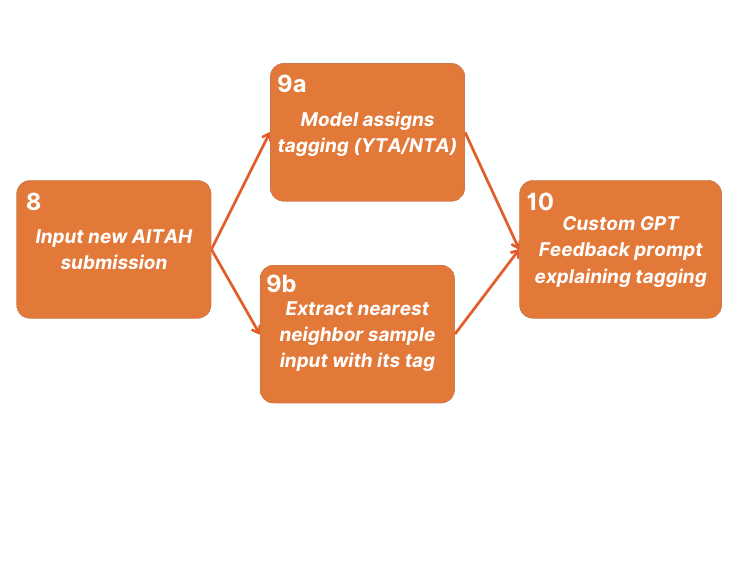 8
Input new AITAH
submission
9a
Model assigns
tagging (YTA/NTA)
9b
Extract nearest
neighbor sample
input with its tag
10
Custom GPT
Feedback prompt
explaining tagging